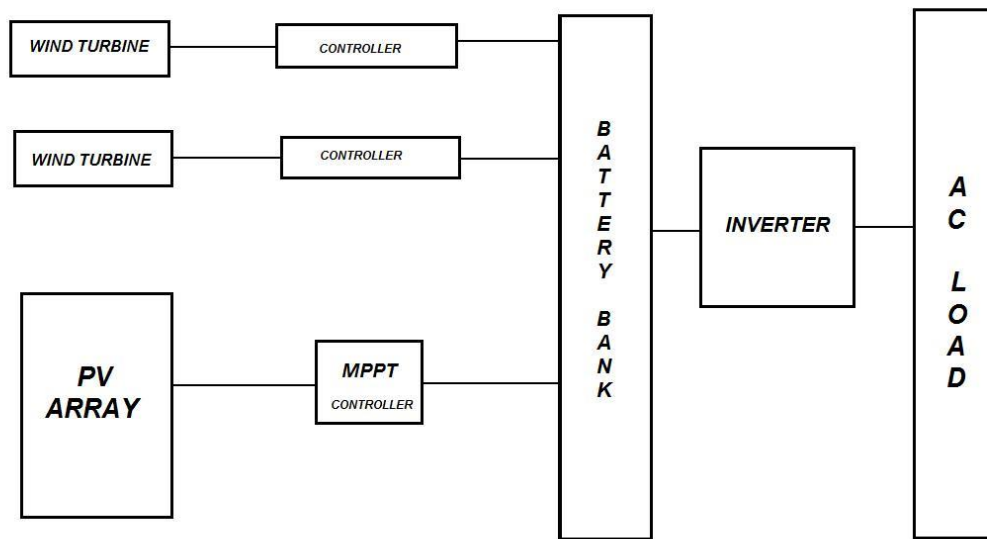 WIND TURBINE
CONTROLLER
WIND TURBINE
CONTROLLER
PV
ARRAY
MPPT
CONTROLLER
BATTERY BANK
INVERTER
AC LOAD